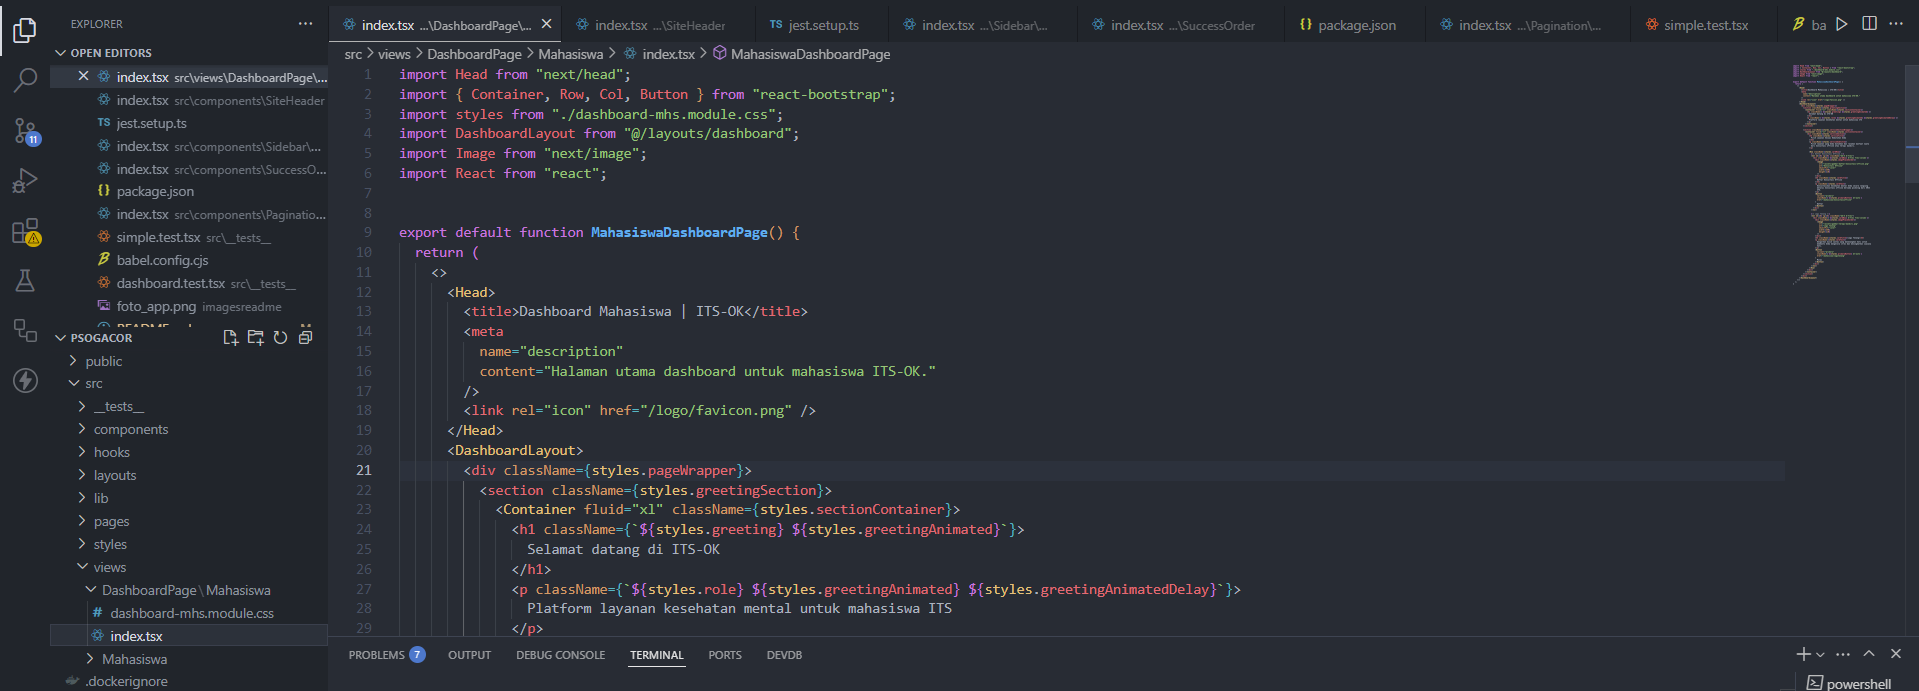 EXPLORER
OPEN EDITORS
index.tsx src\views\DashboardPage\...
index.tsx src\components\SiteHeader
TS jest.setup.ts
index.tsx src\components\Sidebar\...
index.tsx src\components\SuccessO...
{} package.json
index.tsx src\components\Paginatio...
simple.test.tsx src\__tests__
babel.config.cjs
dashboard.test.tsx src\__tests__
foto_app.png imagesreadme
11
PSOGACOR
public
src
__tests__
components
hooks
layouts
lib
pages
styles
views
DashboardPage\Mahasiswa
# dashboard-mhs.module.css
index.tsx
Mahasiswa
.dockerignore
index.tsx ...\DashboardPage\... index.tsx ...\SiteHeader TS jest.setup.ts index.tsx ...\Sidebar\... index.tsx ...\SuccessOrder {} package.json index.tsx ...\Pagination\... simple.test.tsx ba
src > views > DashboardPage > Mahasiswa > index.tsx > MahasiswaDashboardPage
1 import Head from "next/head";
2 import { Container, Row, Col, Button } from "react-bootstrap";
3 import styles from "./dashboard-mhs.module.css";
4 import DashboardLayout from "@/layouts/dashboard";
5 import Image from "next/image";
6 import React from "react";
7
8
9 export default function MahasiswaDashboardPage() {
10 return (
11 <>
12 <Head>
13 <title>Dashboard Mahasiswa | ITS-OK</title>
14 <meta
15 name="description"
16 content="Halaman utama dashboard untuk mahasiswa ITS-OK."
17 />
18 <link rel="icon" href="/logo/favicon.png" />
19 </Head>
20 <DashboardLayout>
21 <div className={styles.pageWrapper}>
22 <section className={styles.greetingSection}>
23 <Container fluid="xl" className={styles.sectionContainer}>
24 <h1 className={`${styles.greeting} ${styles.greetingAnimated}`}>
25 Selamat datang di ITS-OK
26 </h1>
27 <p className={`${styles.role} ${styles.greetingAnimated} ${styles.greetingAnimatedDelay}`}>
28 Platform layanan kesehatan mental untuk mahasiswa ITS
29 </p>
PROBLEMS 7 OUTPUT DEBUG CONSOLE TERMINAL PORTS DEVDB
powershell